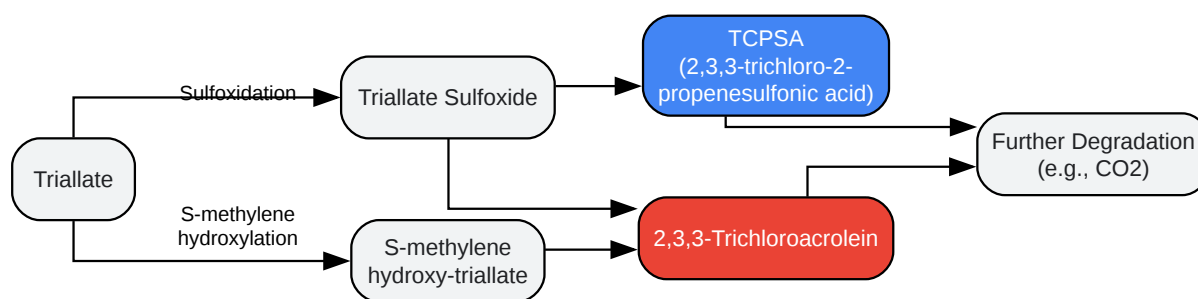 TCPSA
(2,3,3-trichloro-2-
propenesulfonic acid)
Sulfoxidation
Triallate Sulfoxide
Further Degradation
(e.g., CO2)
Triallate
S-methylene
hydroxylation
2,3,3-Trichloroacrolein
S-methylene
hydroxy-triallate